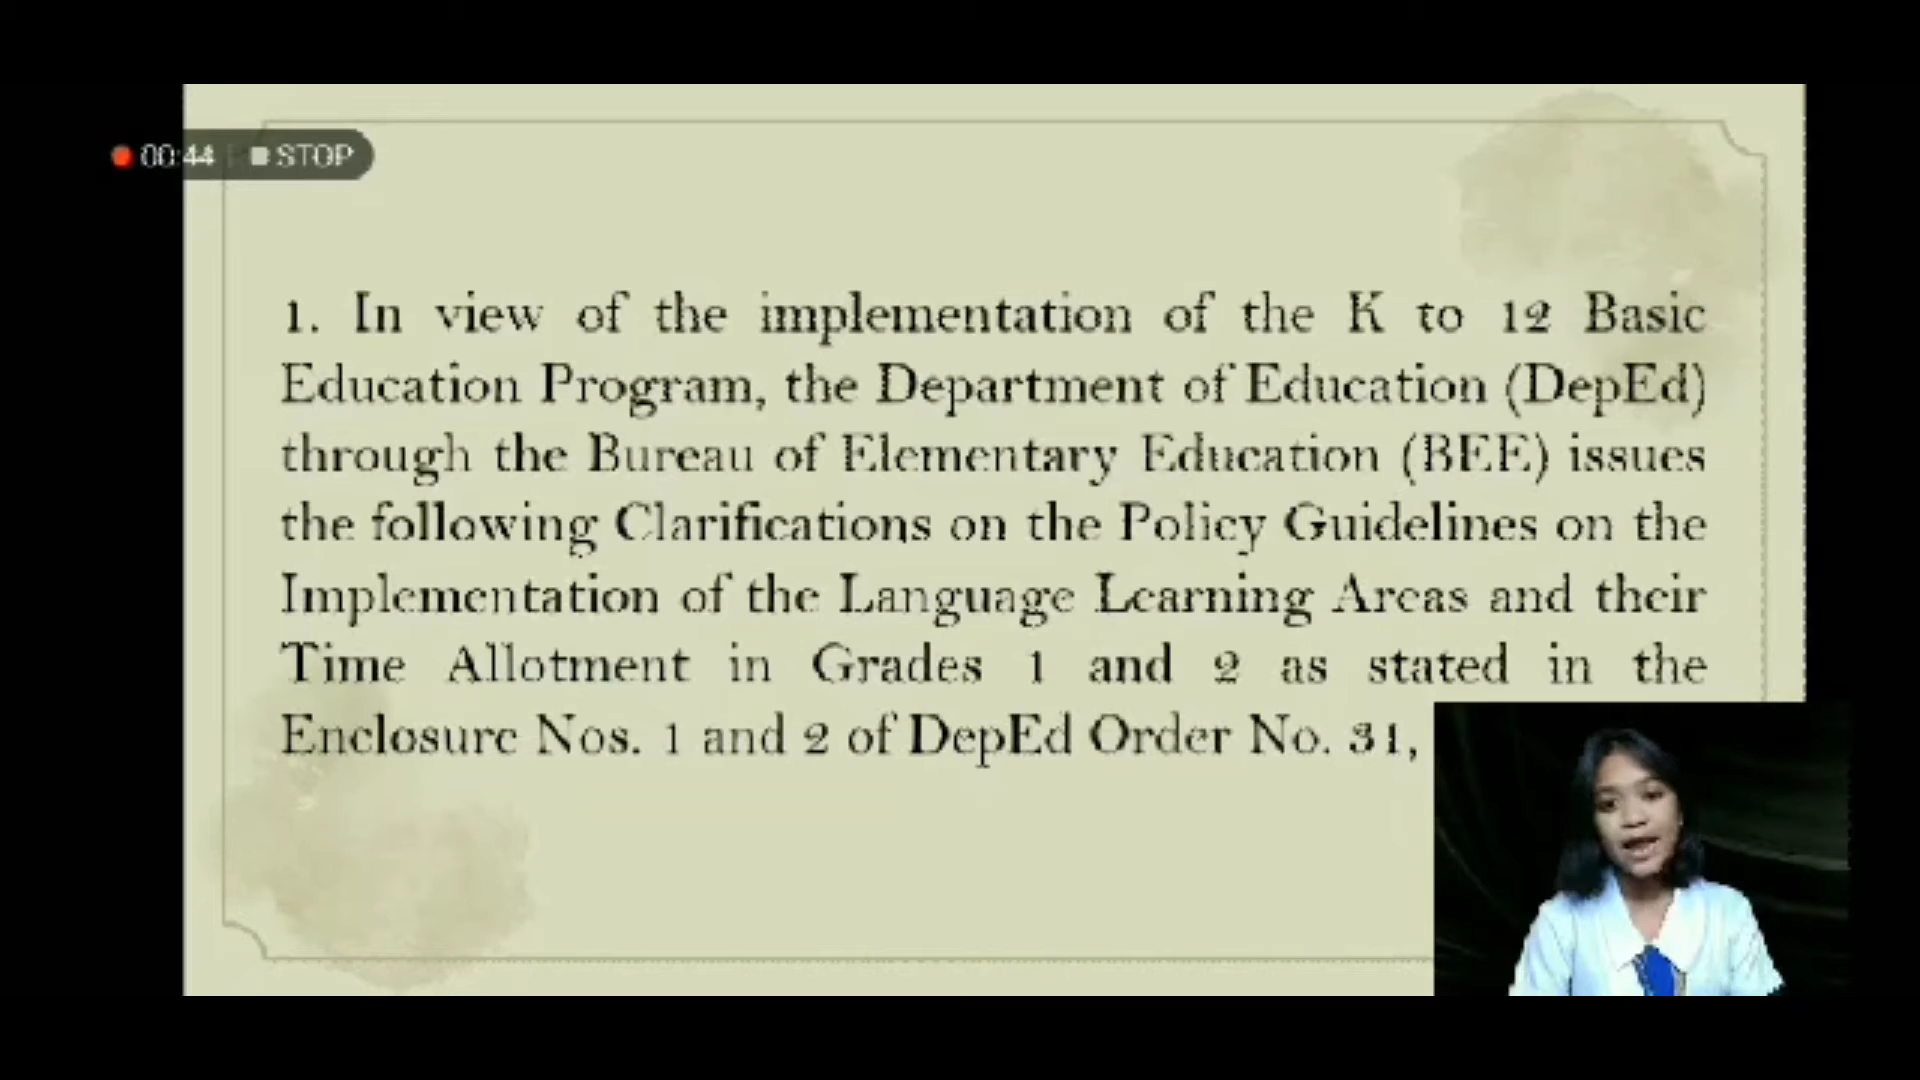 00:44 STOP
1. In view of the implementation of the K to 12 Basic
Education Program, the Department of Education (DepEd)
through the Bureau of Elementary Education (BEE) issues
the following Clarifications on the Policy Guidelines on the
Implementation of the Language Learning Areas and their
Time Allotment in Grades 1 and 2 as stated in the
Enclosure Nos. 1 and 2 of DepEd Order No. 31,